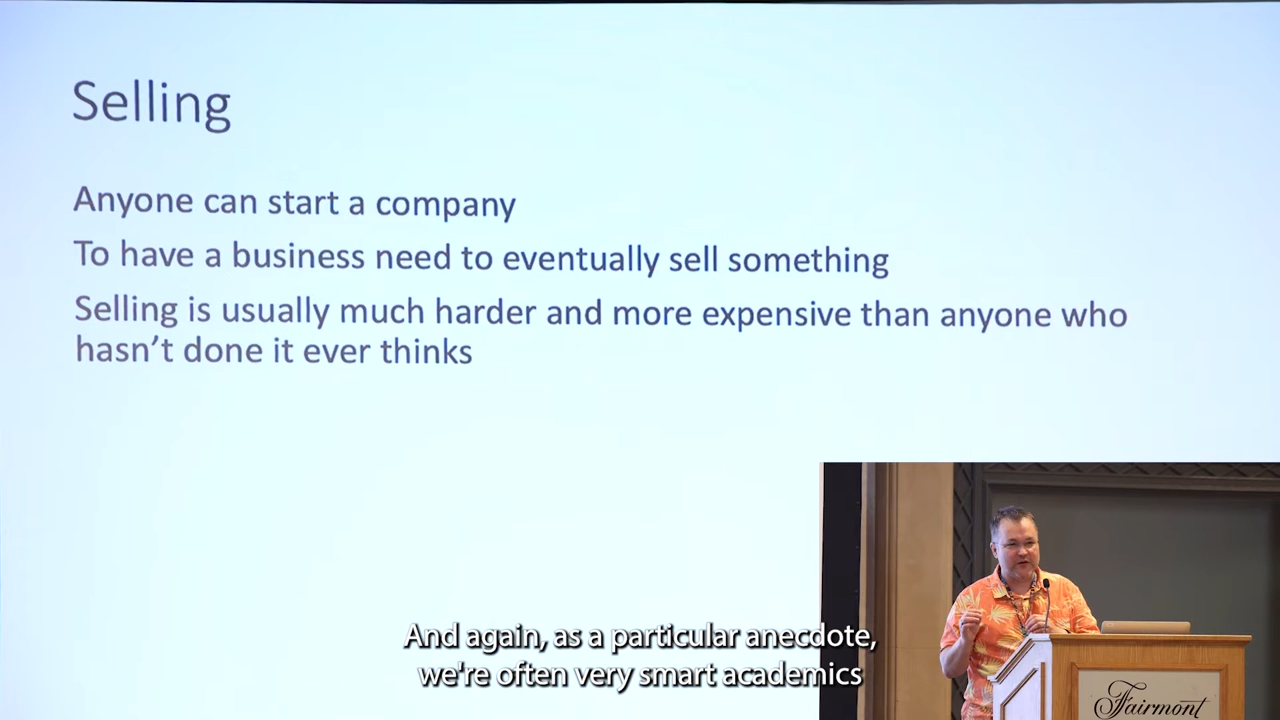 Selling
Anyone can start a company
To have a business need to eventually sell something
Selling is usually much harder and more expensive than anyone who
hasn't done it ever thinks
And again, as a particular anecdote,
we're often very smart academics
Fairmont